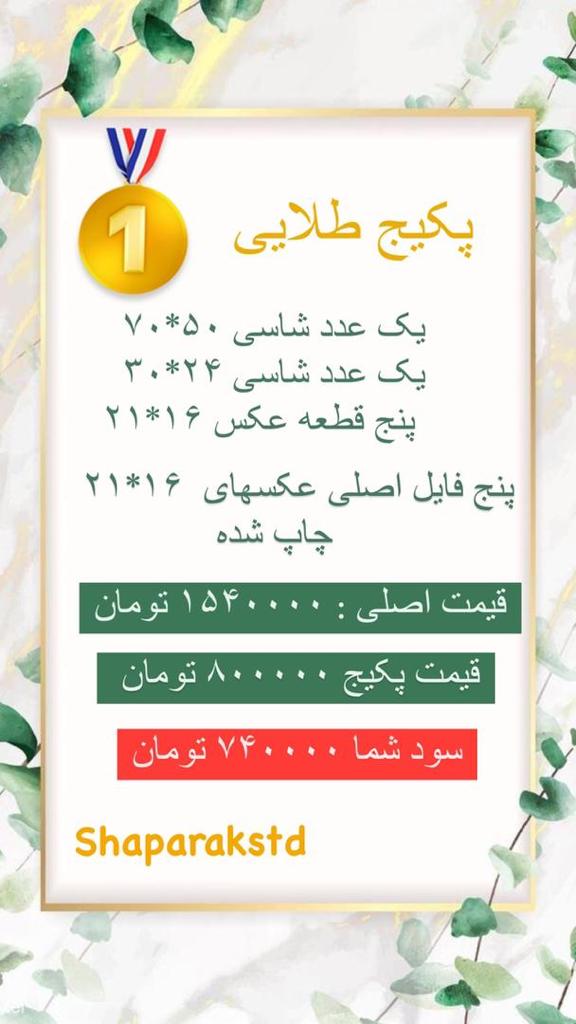 1
پکیج طلایی
یک عدد شاسی ۵۰*۷۰
یک عدد شاسی ۲۴*۳۰
پنج قطعه عکس ۱۶*۲۱
پنج فایل اصلی عکسهای ۱۶*۲۱
چاپ شده
قیمت اصلی : ۱۵۴۰۰۰۰ تومان
قیمت پکیج ۸۰۰۰۰۰ تومان
سود شما ۷۴۰۰۰۰ تومان
Shaparakstd